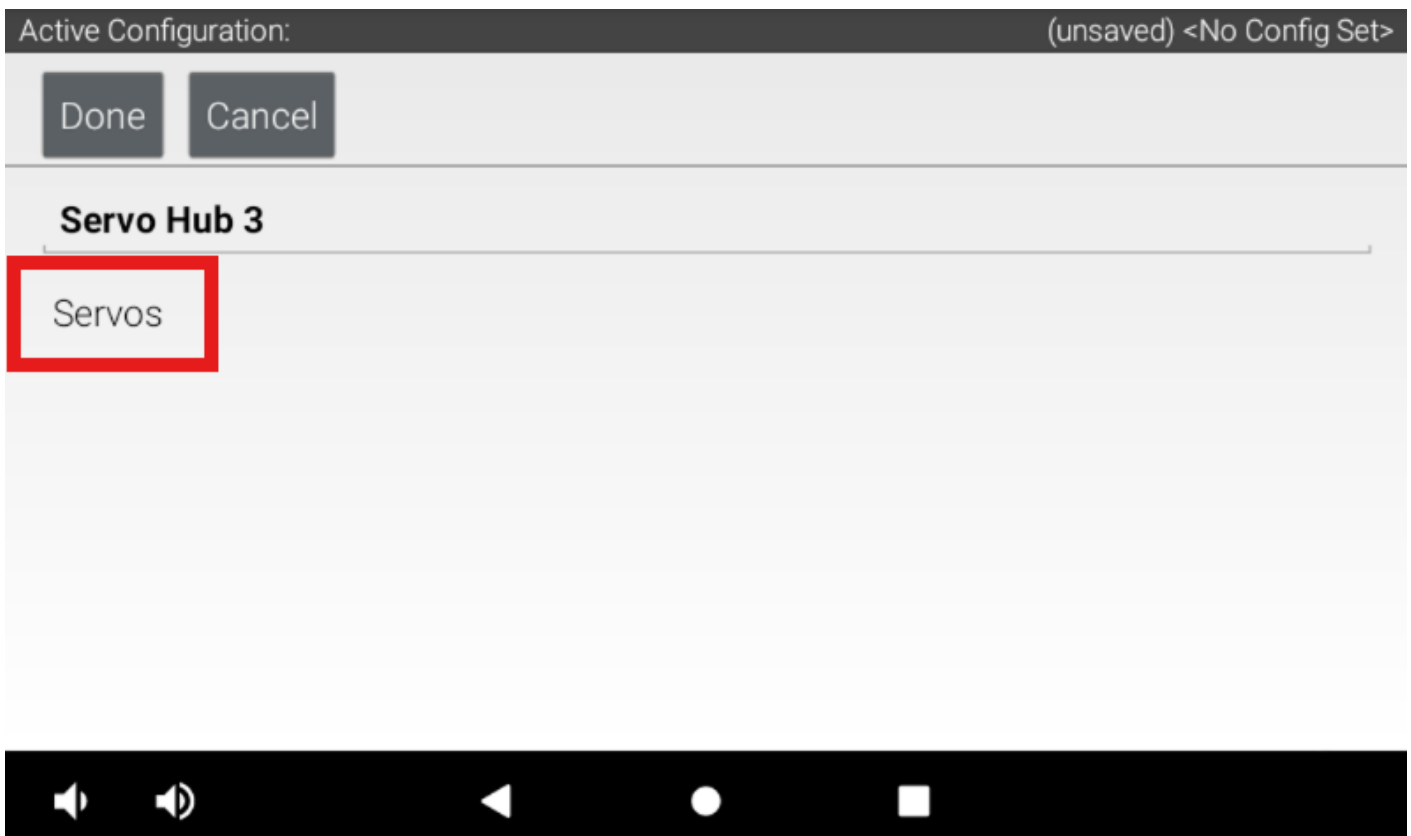 Active Configuration: (unsaved) <No Config Set>
Done Cancel
Servo Hub 3
Servos